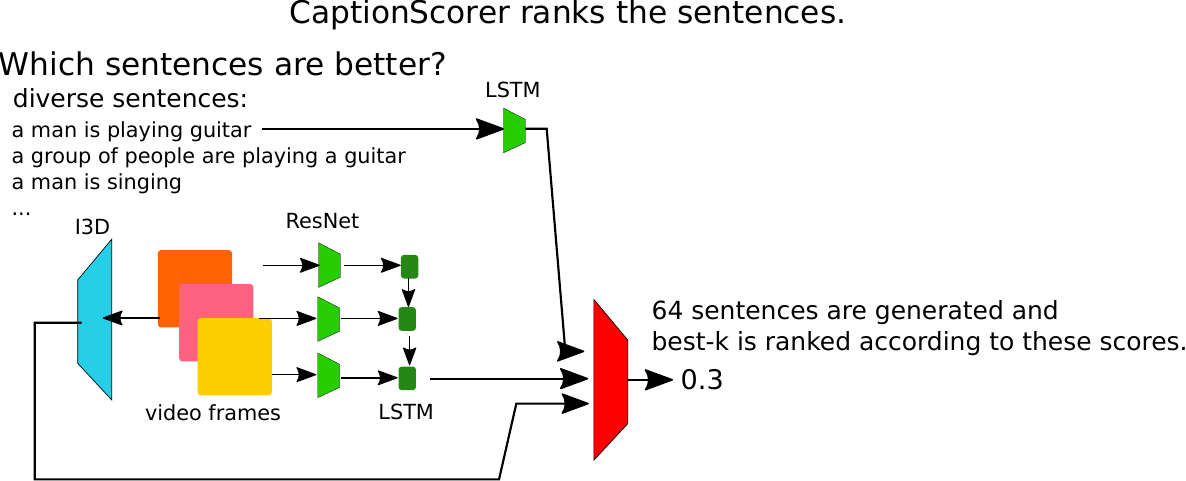 CaptionScorer ranks the sentences.
Which sentences are better?
diverse sentences:
LSTM
a man is playing guitar
a group of people are playing a guitar
a man is singing
...
I3D
ResNet
64 sentences are generated and
best-k is ranked according to these scores.
0.3
video frames
LSTM